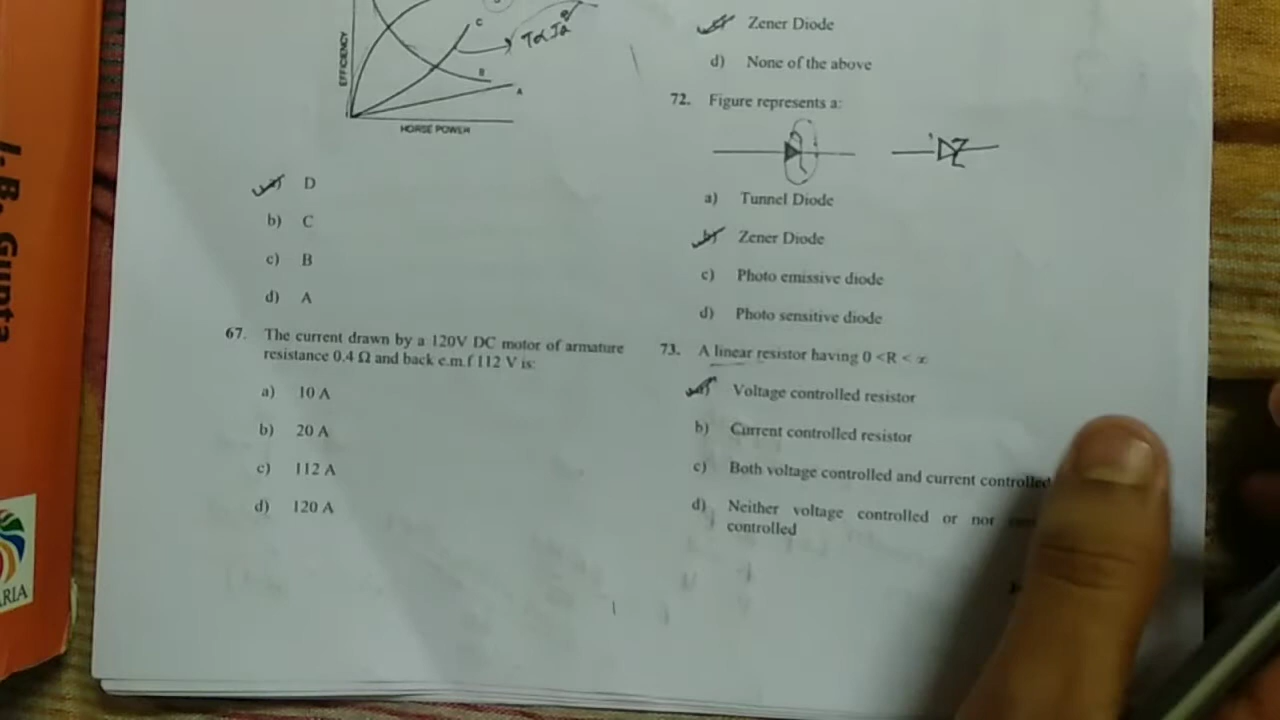 J.B. Gupta
ARIA
EFFICIENCY
C
B
A
HORSE POWER
a) D
b) C
c) B
d) A
67. The current drawn by a 120V DC motor of armature
resistance 0.4 Ω and back e.m.f 112 V is:
a) 10 A
b) 20 A
c) 112 A
d) 120 A
Zener Diode
d) None of the above
72. Figure represents a:
a) Tunnel Diode
b) Zener Diode
c) Photo emissive diode
d) Photo sensitive diode
73. A linear resistor having 0 <R < ∞
a) Voltage controlled resistor
b) Current controlled resistor
c) Both voltage controlled and current controlled
d) Neither voltage controlled or nor
controlled